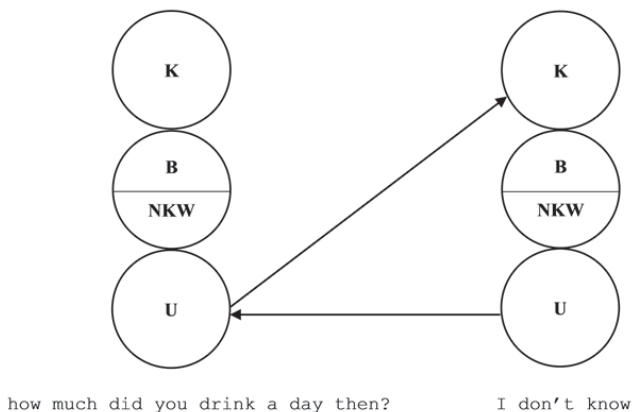 K K
B B
NKW NKW
U U
how much did you drink a day then? I don't know